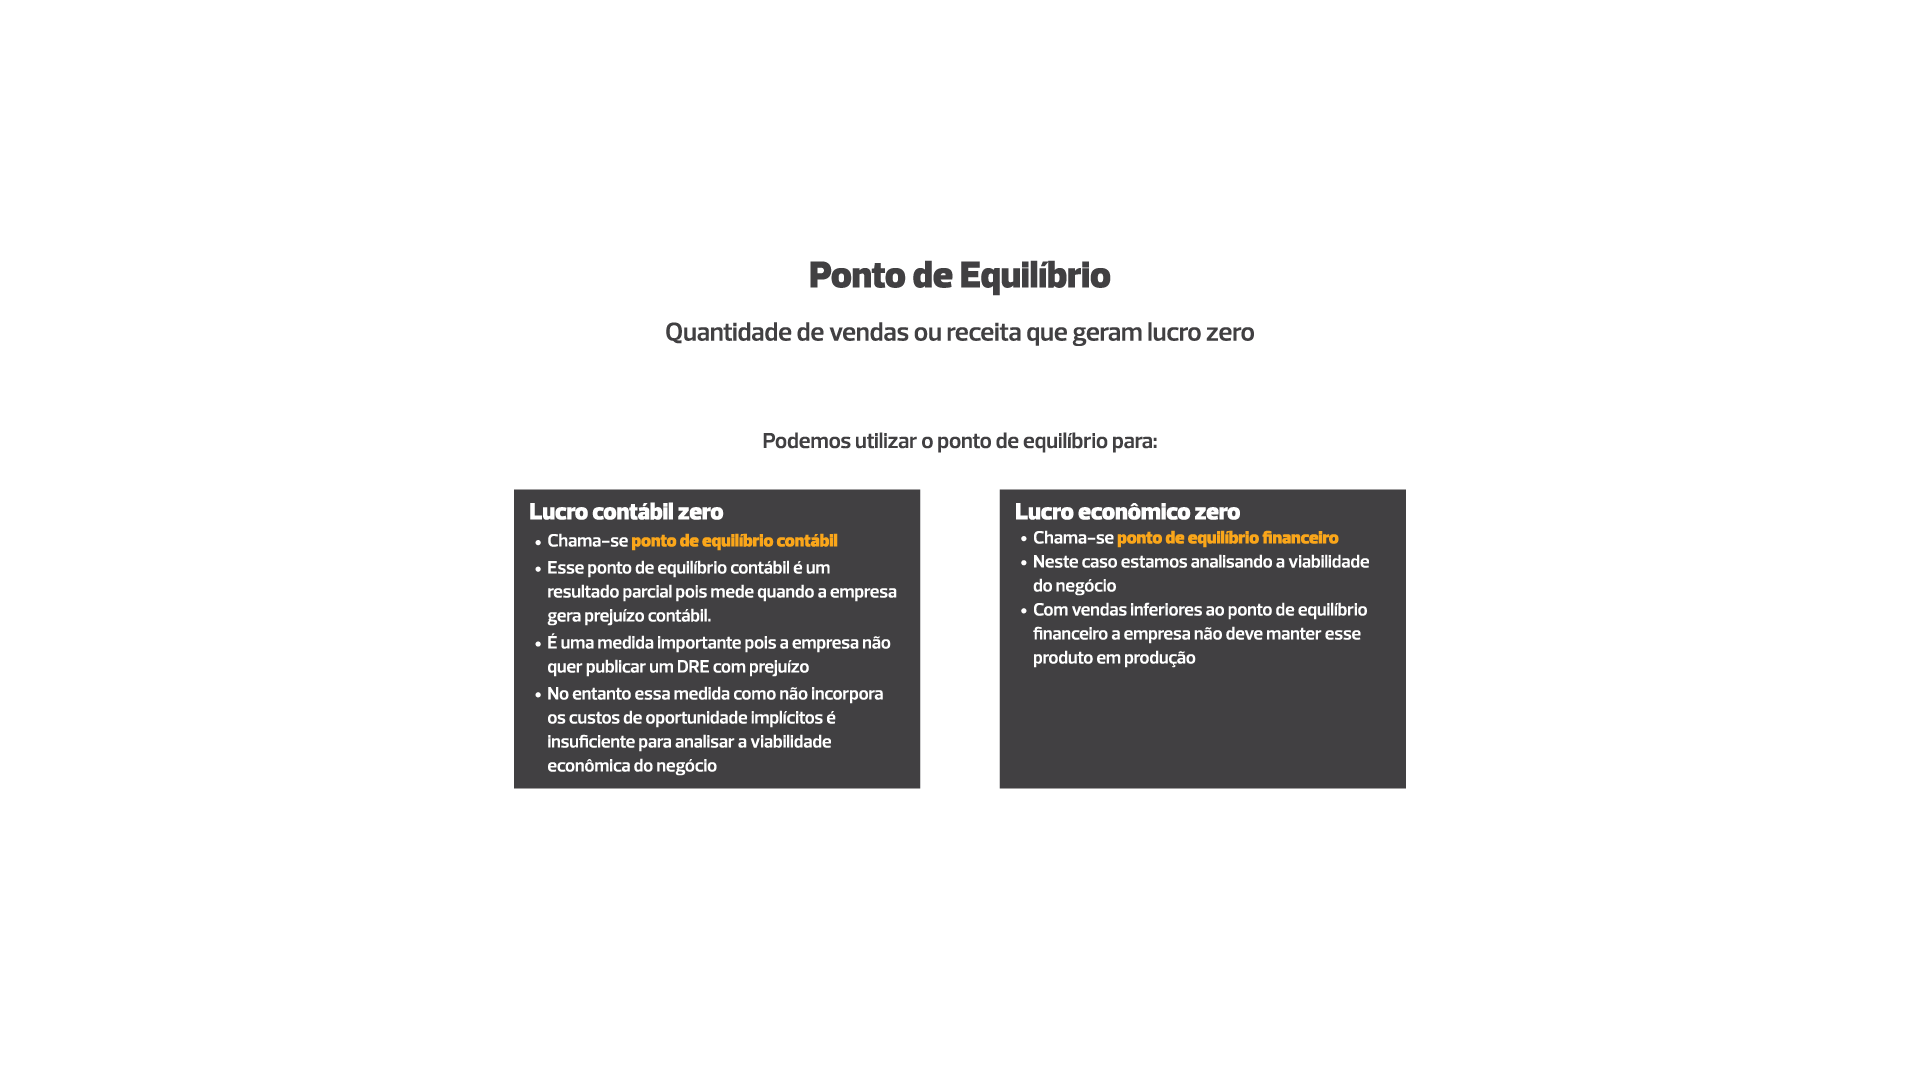 Ponto de Equilíbrio
Quantidade de vendas ou receita que geram lucro zero
Podemos utilizar o ponto de equilíbrio para:
Lucro contábil zero
• Chama-se ponto de equilíbrio contábil
• Esse ponto de equilíbrio contábil é um
resultado parcial pois mede quando a empresa
gera prejuízo contábil.
• É uma medida importante pois a empresa não
quer publicar um DRE com prejuízo
• No entanto essa medida como não incorpora
os custos de oportunidade implícitos é
insuficiente para analisar a viabilidade
econômica do negócio
Lucro econômico zero
• Chama-se ponto de equilíbrio financeiro
• Neste caso estamos analisando a viabilidade
do negócio
• Com vendas inferiores ao ponto de equilíbrio
financeiro a empresa não deve manter esse
produto em produção